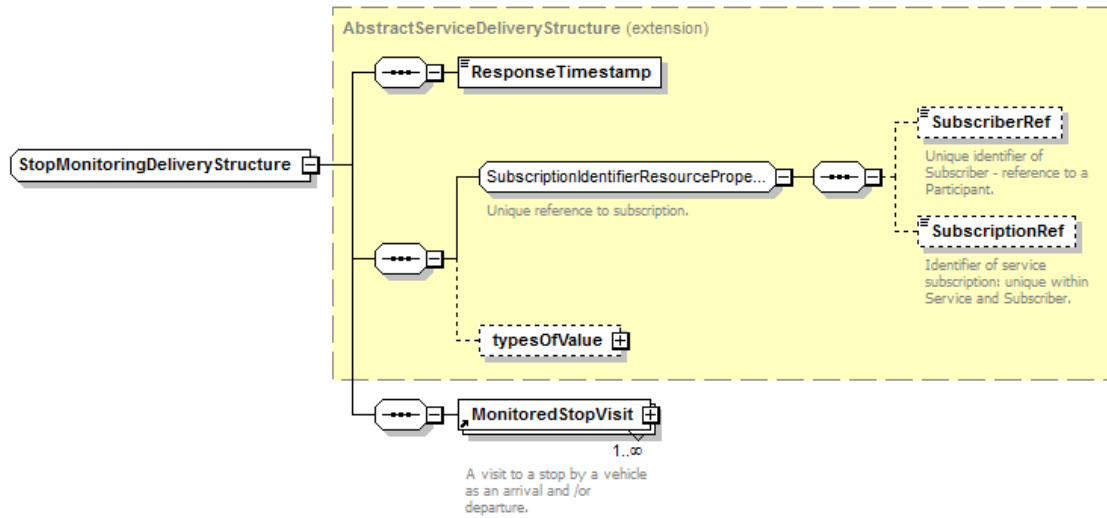 AbstractServiceDeliveryStructure (extension)
ResponseTimestamp
StopMonitoringDeliveryStructure
SubscriptionIdentifierResourcePrope...
Unique reference to subscription.
SubscriberRef
Unique identifier of
Subscriber - reference to a
Participant.
SubscriptionRef
Identifier of service
subscription: unique within
Service and Subscriber.
typesOfValue
MonitoredStopVisit
1..∞
A visit to a stop by a vehicle
as an arrival and /or
departure.